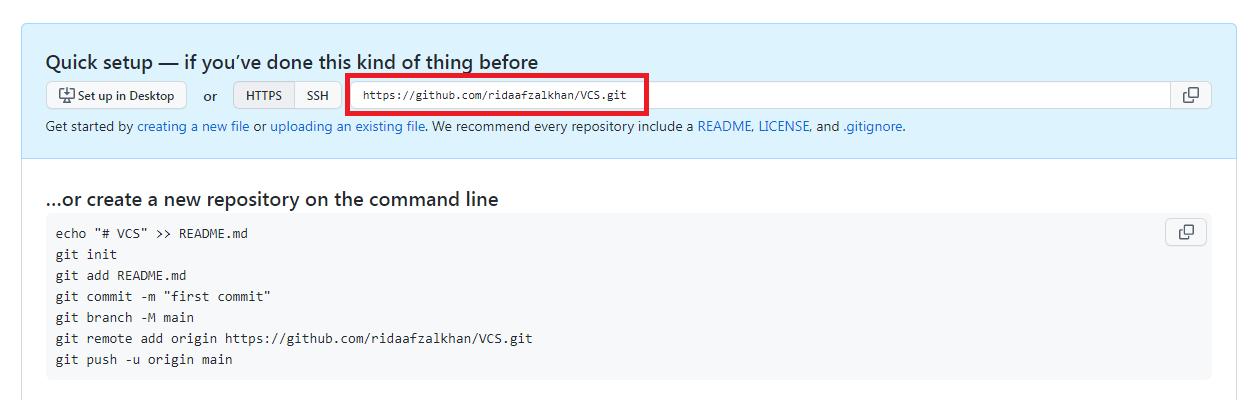 Quick setup — if you’ve done this kind of thing before
Set up in Desktop or HTTPS SSH https://github.com/ridaafzalkhan/VCS.git
Get started by creating a new file or uploading an existing file. We recommend every repository include a README, LICENSE, and .gitignore.
…or create a new repository on the command line
echo "# VCS" >> README.md
git init
git add README.md
git commit -m "first commit"
git branch -M main
git remote add origin https://github.com/ridaafzalkhan/VCS.git
git push -u origin main